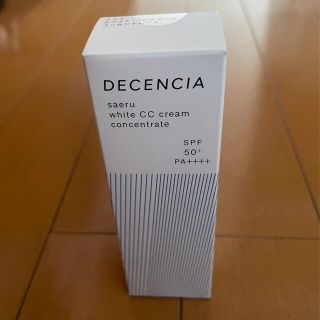 DECENCIA
saeru
white CC cream
concentrate
SPF
50⁺
PA++++